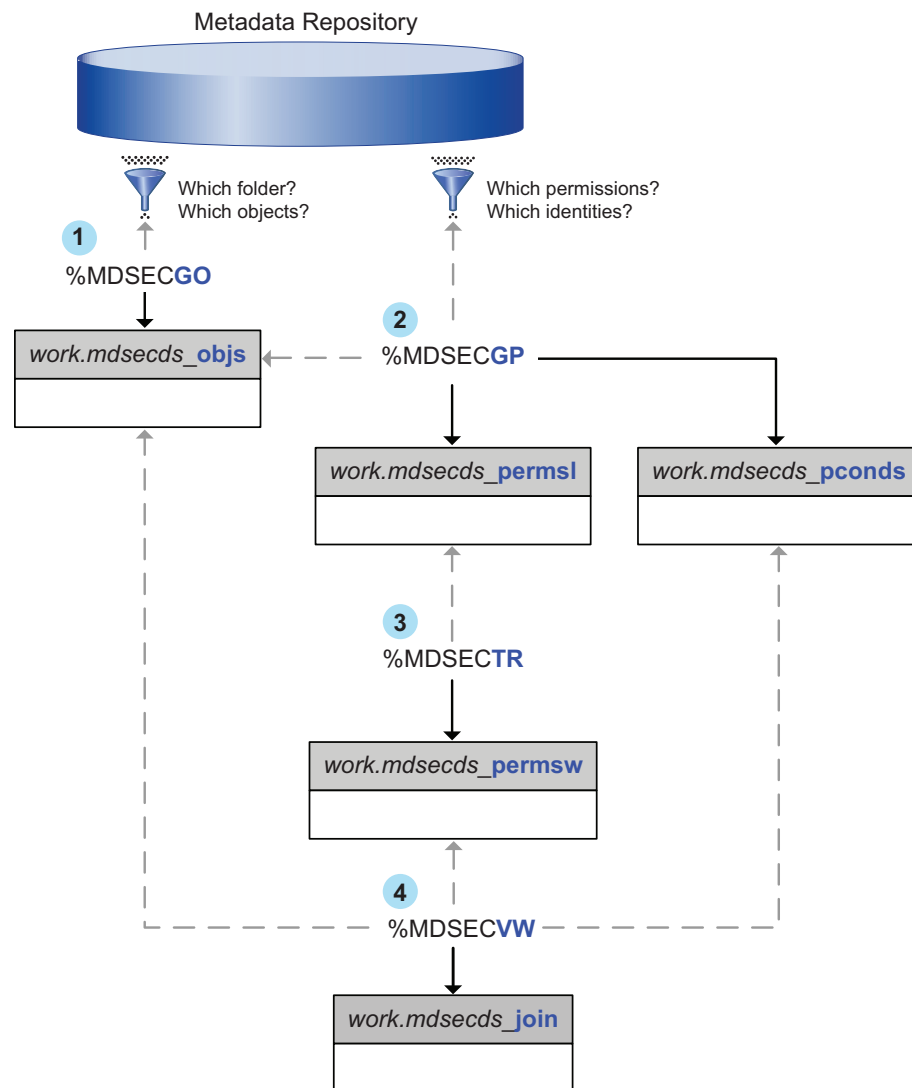 Metadata Repository
Which folder?
Which objects?
Which permissions?
Which identities?
1
%MDSECGO
2
work.mdsecds_objs
%MDSECGP
work.mdsecds_permsl
work.mdsecds_pconds
3
%MDSECTR
work.mdsecds_permsw
4
%MDSECVW
work.mdsecds_join